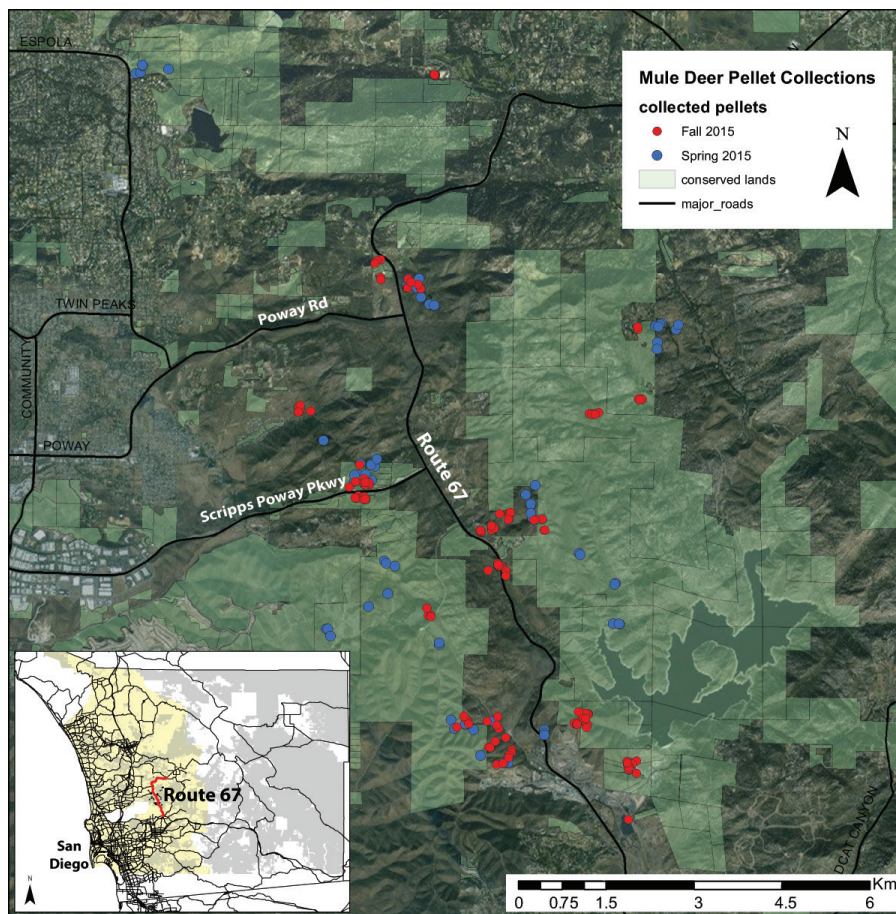 ESPOLA
Mule Deer Pellet Collections
collected pellets
Fall 2015
Spring 2015
conserved lands
major_roads
N
TWIN PEAKS
Poway Rd
COMMUNITY
POWAY
Route 67
Scripps Poway Pkwy
Route 67
San
Diego
N
DCAT CANYON
Km
0 0.75 1.5 3 4.5 6